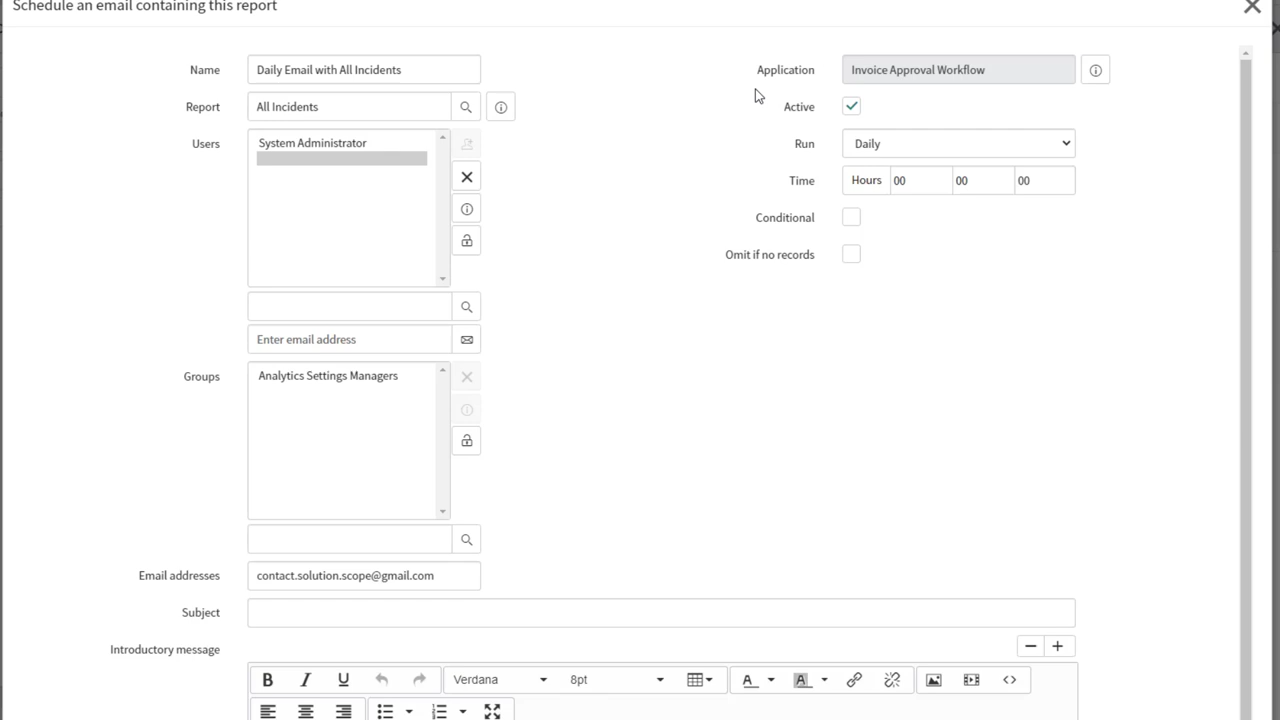 Schedule an email containing this report
Name
Daily Email with All Incidents
Application
Invoice Approval Workflow
Report
All Incidents
Active
Users
System Administrator
Run
Daily
Time
Hours
00
00
00
Conditional
Omit if no records
Enter email address
Groups
Analytics Settings Managers
Email addresses
contact.solution.scope@gmail.com
Subject
Introductory message
B I U Verdana 8pt A A